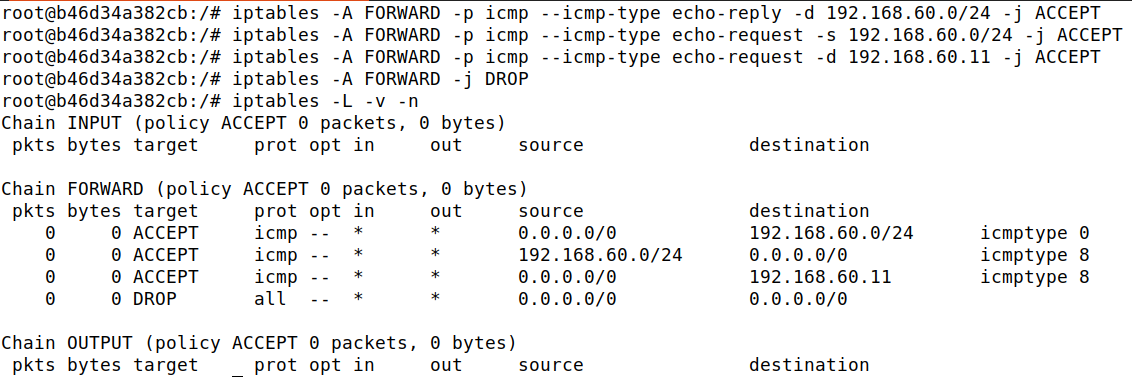 root@b46d34a382cb:/# iptables -A FORWARD -p icmp --icmp-type echo-reply -d 192.168.60.0/24 -j ACCEPT
root@b46d34a382cb:/# iptables -A FORWARD -p icmp --icmp-type echo-request -s 192.168.60.0/24 -j ACCEPT
root@b46d34a382cb:/# iptables -A FORWARD -p icmp --icmp-type echo-request -d 192.168.60.11 -j ACCEPT
root@b46d34a382cb:/# iptables -A FORWARD -j DROP
root@b46d34a382cb:/# iptables -L -v -n
Chain INPUT (policy ACCEPT 0 packets, 0 bytes)
 pkts bytes target     prot opt in      out     source               destination

Chain FORWARD (policy ACCEPT 0 packets, 0 bytes)
 pkts bytes target     prot opt in      out     source               destination
    0     0 ACCEPT     icmp --  *      *       0.0.0.0/0            192.168.60.0/24      icmptype 0
    0     0 ACCEPT     icmp --  *      *       192.168.60.0/24      0.0.0.0/0            icmptype 8
    0     0 ACCEPT     icmp --  *      *       0.0.0.0/0            192.168.60.11        icmptype 8
    0     0 DROP       all  --  *      *       0.0.0.0/0            0.0.0.0/0

Chain OUTPUT (policy ACCEPT 0 packets, 0 bytes)
 pkts bytes target     prot opt in      out     source               destination